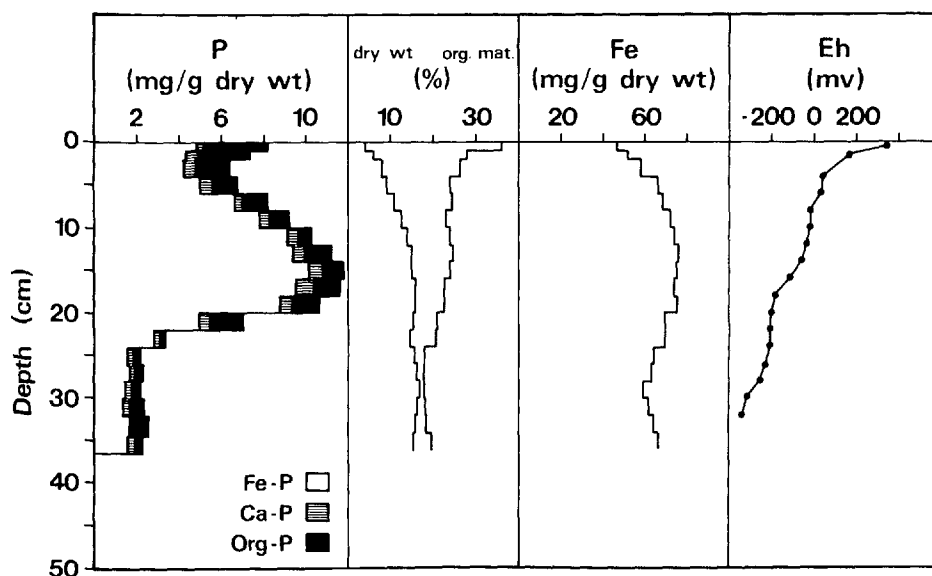 P
(mg/g dry wt)
2 6 10
dry wt org. mat.
(%)
10 30
Fe
(mg/g dry wt)
20 60
Eh
(mv)
-200 0 200
Depth (cm)
0
10
20
30
40
50
Fe-P
Ca-P
Org-P